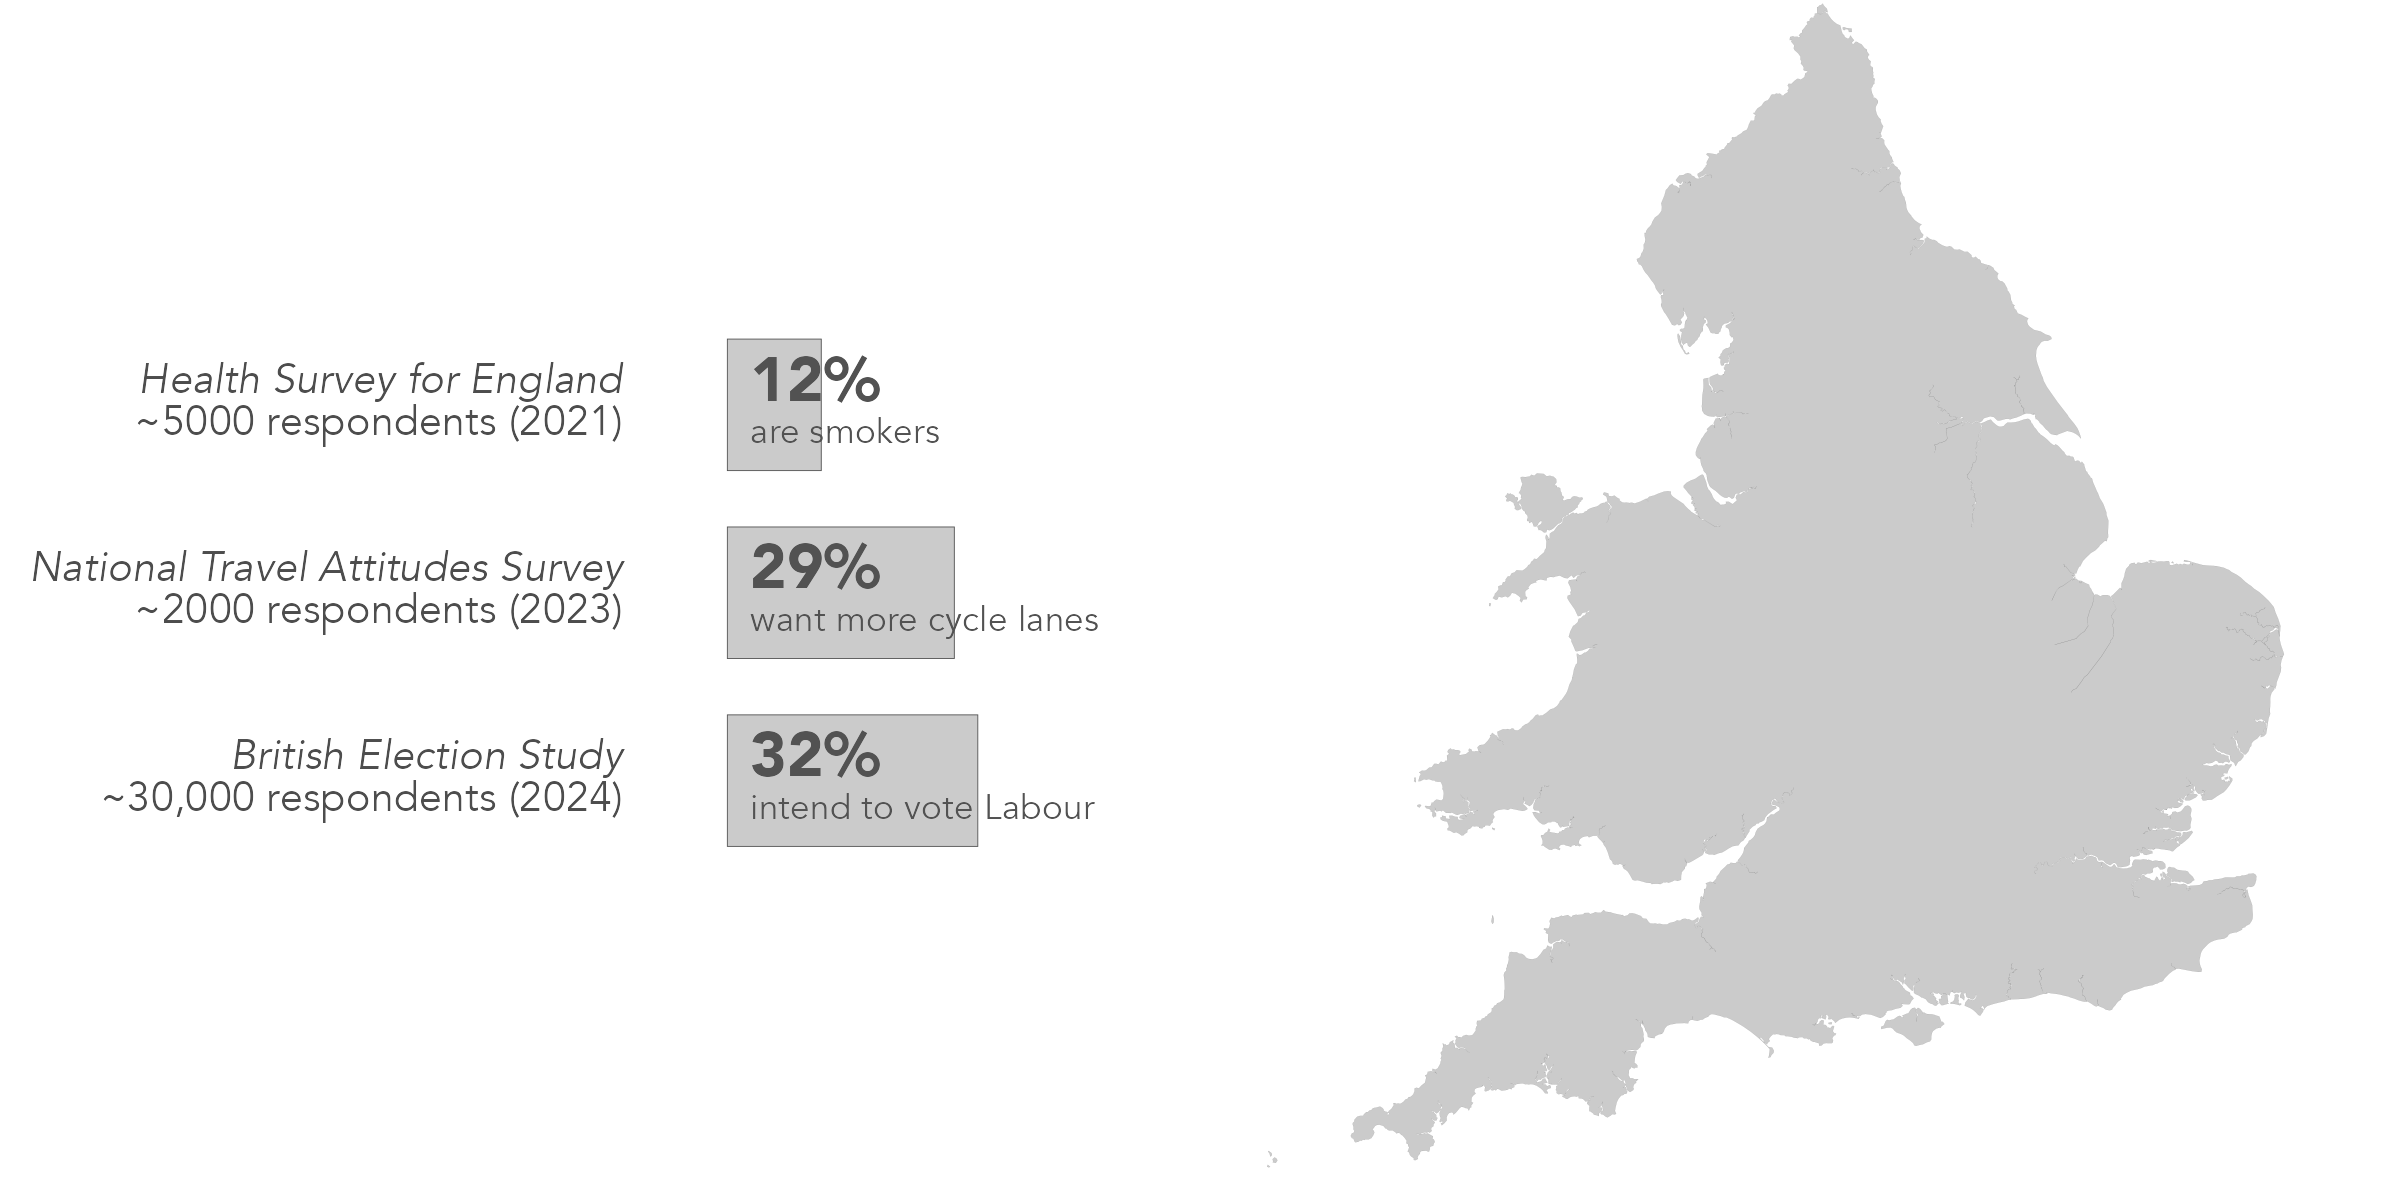 Health Survey for England
~5000 respondents (2021)
12%
are smokers
National Travel Attitudes Survey
~2000 respondents (2023)
29%
want more cycle lanes
British Election Study
~30,000 respondents (2024)
32%
intend to vote Labour